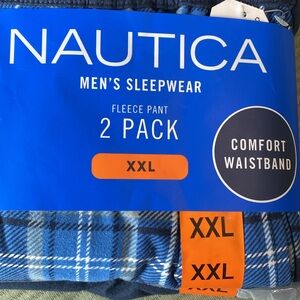 NAUTICA
MEN'S SLEEPWEAR
FLEECE PANT
2 PACK
XXL
COMFORT
WAISTBAND
XXL
XXL